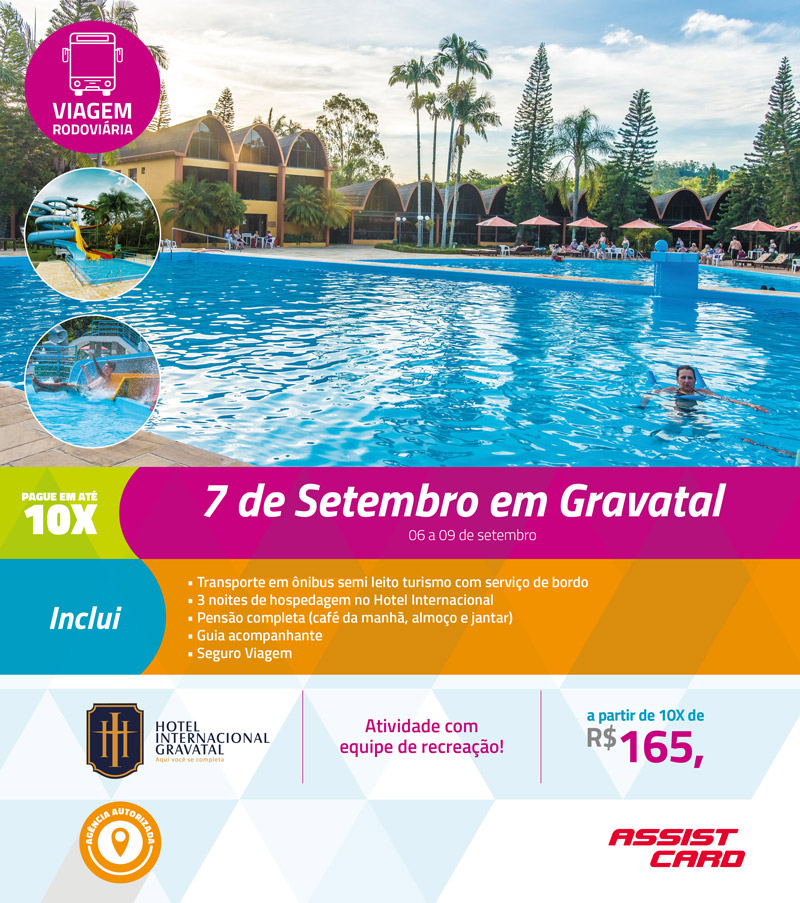 VIAGEM
RODOVIÁRIA
PAGUE EM ATÉ
10X
7 de Setembro em Gravatal
06 a 09 de setembro
Inclui
• Transporte em ônibus semi leito turismo com serviço de bordo
• 3 noites de hospedagem no Hotel Internacional
• Pensão completa (café da manhã, almoço e jantar)
• Guia acompanhante
• Seguro Viagem
HOTEL
INTERNACIONAL
GRAVATAL
Aqui você se completa
Atividade com
equipe de recreação!
a partir de 10X de
R$165,
AGÊNCIA AUTORIZADA
ASSIST
CARD